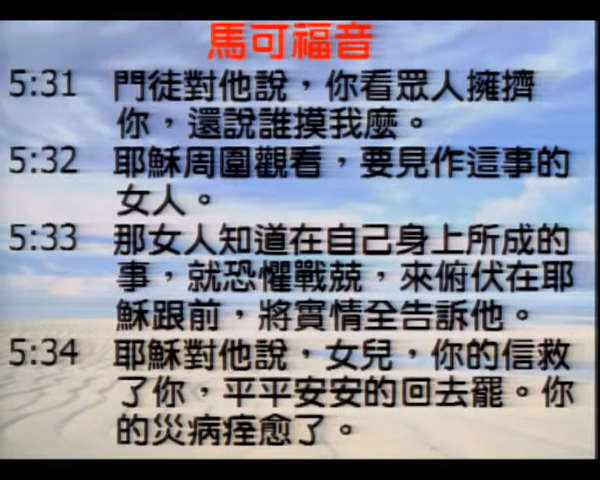 馬可福音
5:31 門徒對他說，你看眾人擁擠
你，還說誰摸我麼。
5:32 耶穌周圍觀看，要見作這事的
女人。
5:33 那女人知道在自己身上所成的
事，就恐懼戰兢，來俯伏在耶
穌跟前，將實情全告訴他。
5:34 耶穌對他說，女兒，你的信救
了你，平平安安的回去罷。你
的災病痊愈了。